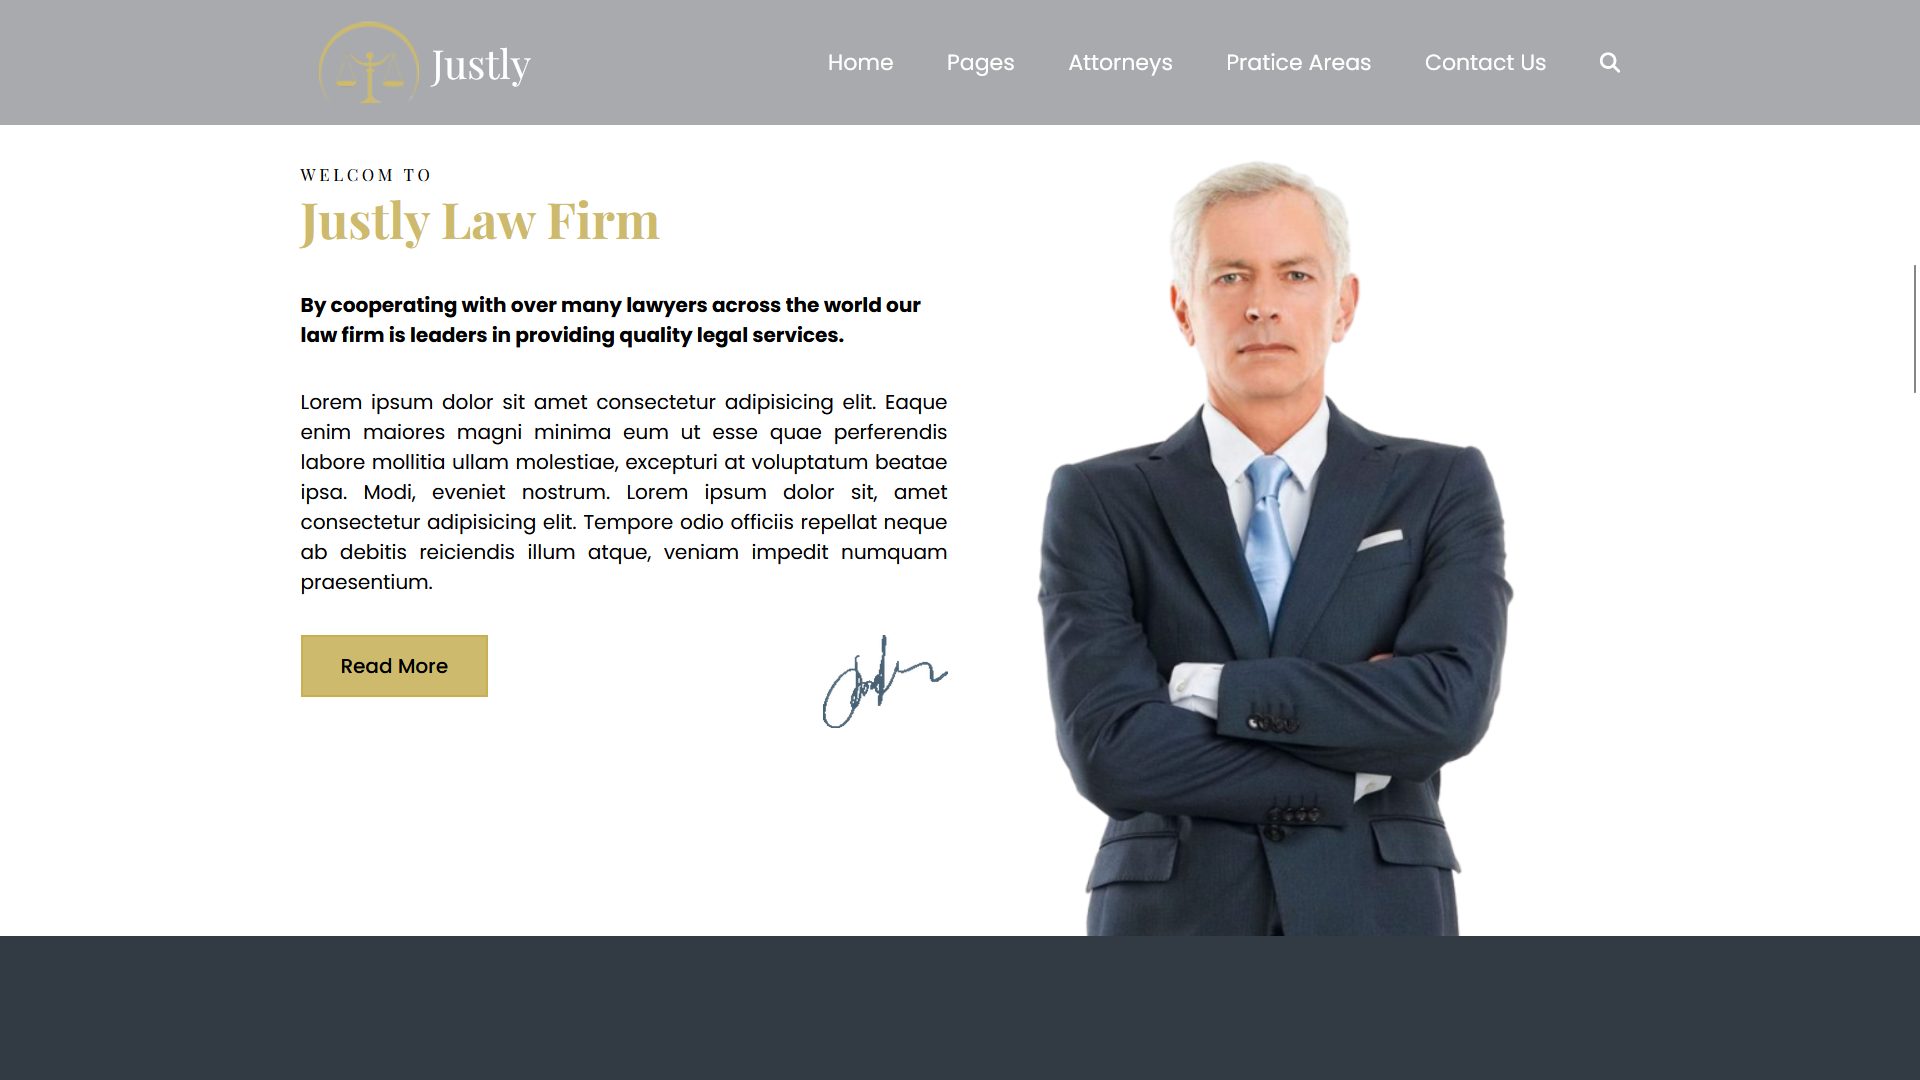 Justly
Home
Pages
Attorneys
Pratice Areas
Contact Us
WELCOM TO
Justly Law Firm
By cooperating with over many lawyers across the world our
law firm is leaders in providing quality legal services.
Lorem ipsum dolor sit amet consectetur adipisicing elit. Eaque
enim maiores magni minima eum ut esse quae perferendis
labore mollitia ullam molestiae, excepturi at voluptatum beatae
ipsa. Modi, eveniet nostrum. Lorem ipsum dolor sit, amet
consectetur adipisicing elit. Tempore odio officiis repellat neque
ab debitis reiciendis illum atque, veniam impedit numquam
praesentium.
Read More